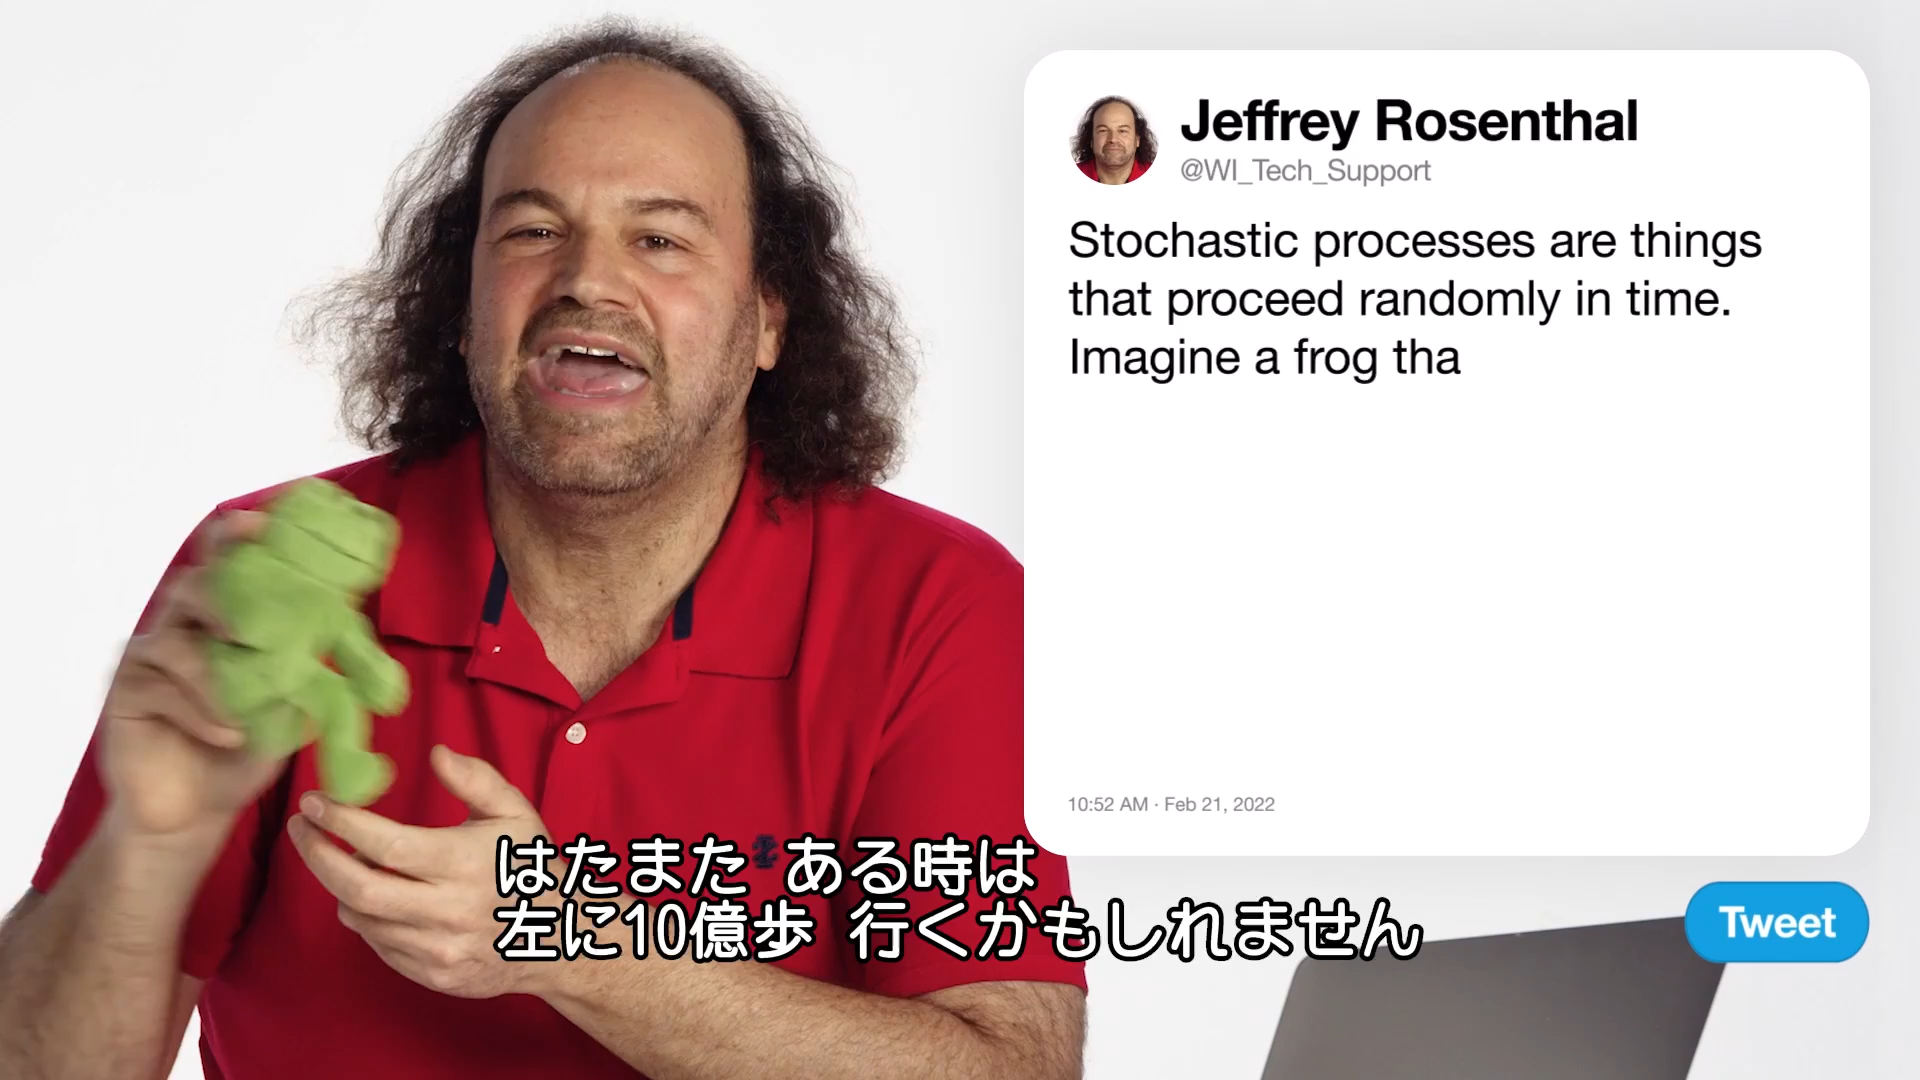 Jeffrey Rosenthal
@WI_Tech_Support
Stochastic processes are things
that proceed randomly in time.
Imagine a frog tha
10:52 AM · Feb 21, 2022
はたまた ある時は
左に10億歩 行くかもしれません
Tweet